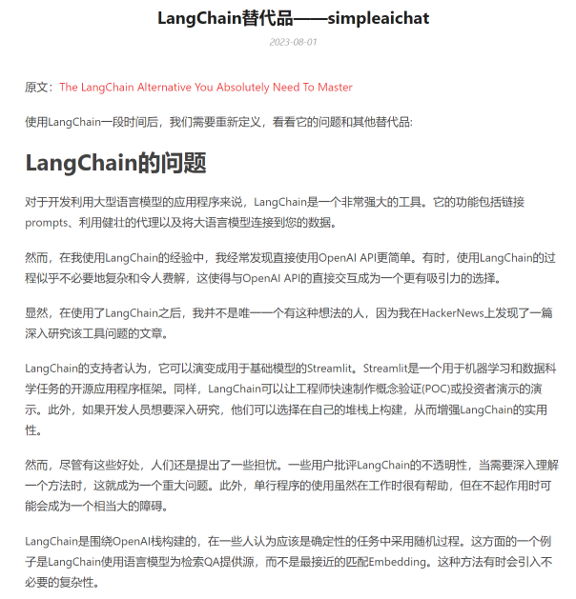 LangChain替代品——simpleaichat
2023-08-01
原文：The LangChain Alternative You Absolutely Need To Master
使用LangChain一段时间后，我们需要重新定义，看看它的问题和其他替代品:
LangChain的问题
对于开发利用大型语言模型的应用程序来说，LangChain是一个非常强大的工具。它的功能包括链接
prompts、利用健壮的代理以及将大语言模型连接到您的数据。
然而，在我使用LangChain的经验中，我经常发现直接使用OpenAI API更简单。有时，使用LangChain的过
程似乎不必要地复杂和令人费解，这使得与OpenAI API的直接交互成为一个更有吸引力的选择。
显然，在使用了LangChain之后，我并不是唯一一个有这种想法的人，因为我在HackerNews上发现了一篇
深入研究该工具问题的文章。
LangChain的支持者认为，它可以演变成用于基础模型的Streamlit。Streamlit是一个用于机器学习和数据科
学任务的开源应用程序框架。同样，LangChain可以让工程师快速制作概念验证(POC)或投资者演示的演
示。此外，如果开发人员想要深入研究，他们可以选择在自己的堆栈上构建，从而增强LangChain的实用
性。
然而，尽管有这些好处，人们还是提出了一些担忧。一些用户批评LangChain的不透明性，当需要深入理解
一个方法时，这就成为一个重大问题。此外，单行程序的使用虽然在工作时很有帮助，但在不起作用时可
能会成为一个相当大的障碍。
LangChain是围绕OpenAI栈构建的，在一些人认为应该是确定性的任务中采用随机过程。这方面的一个例
子是LangChain使用语言模型为检索QA提供源，而不是最接近的匹配Embedding。这种方法有时会引入不
必要的复杂性。